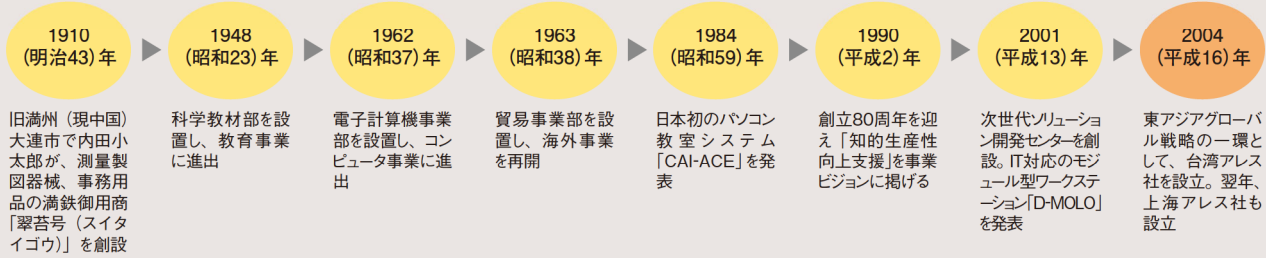 1910
(明治43)年
旧満州（現中国）
大連市で内田小
太郎が、測量製
図器械、事務用
品の満鉄御用商
「翠苔号（スイタ
イゴウ）」を創設
1948
(昭和23)年
科学教材部を設
置し、教育事業
に進出
1962
(昭和37)年
電子計算機事業
部を設置し、コン
ピュータ事業に進
出
1963
(昭和38)年
貿易事業部を設
置し、海外事業
を再開
1984
(昭和59)年
日本初のパソコン
教室システム
「CAI-ACE」を発
表
1990
(平成2)年
創立80周年を迎
え「知的生産性
向上支援」を事業
ビジョンに掲げる
2001
(平成13)年
次世代ソリューショ
ン開発センターを創
設。IT対応のモジ
ュール型ワークステ
ーション「D-MOLO」
を発表
2004
(平成16)年
東アジアグローバ
ル戦略の一環と
して、台湾アレス
社を設立。翌年、
上海アレス社も
設立